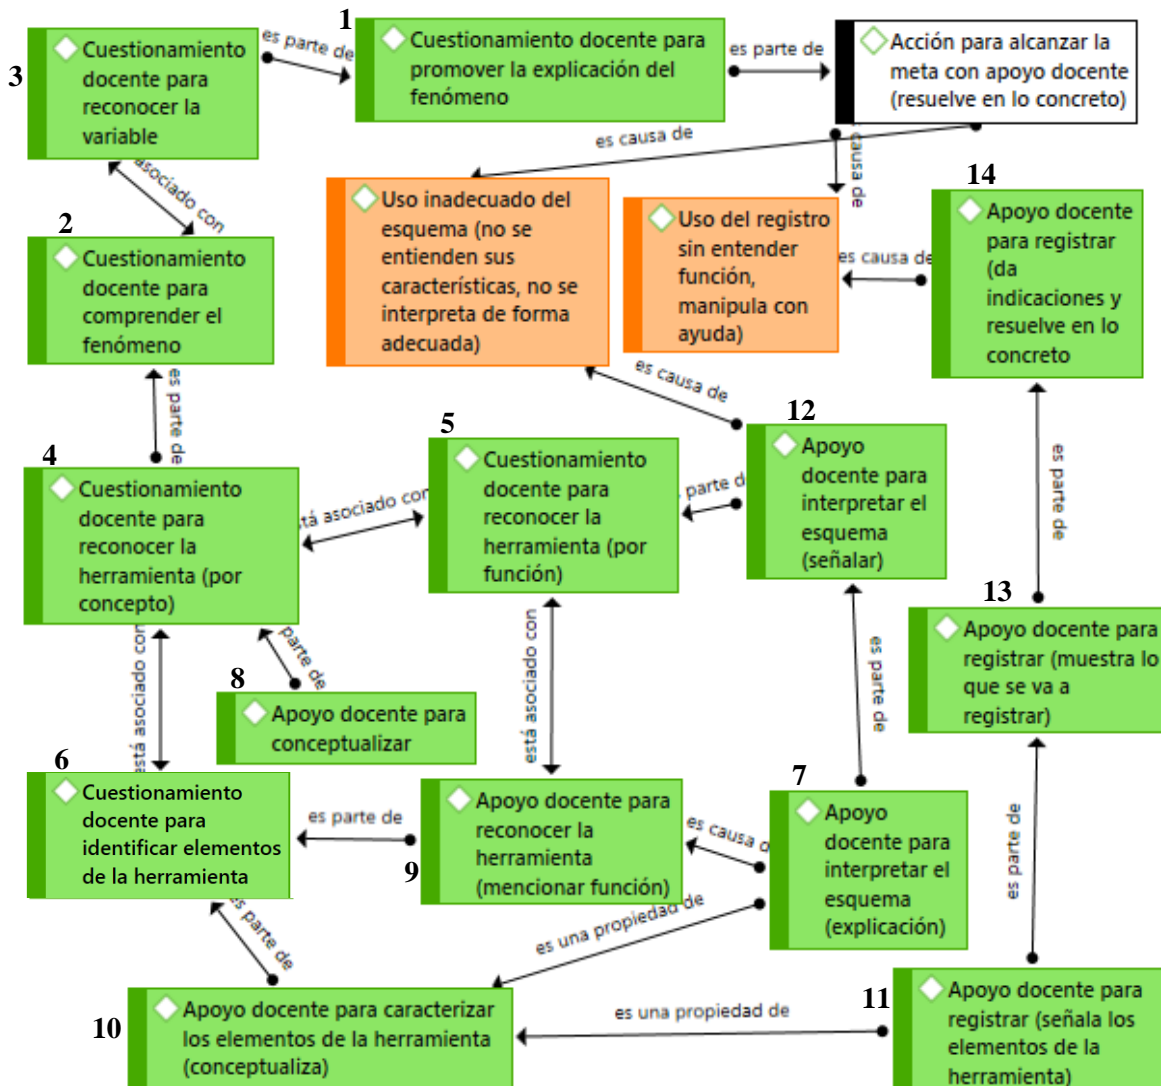 1
es parte de
3
Cuestionamiento
docente para
reconocer la
variable
Cuestionamiento docente para
promover la explicación del
fenómeno
es parte de
Acción para alcanzar la
meta con apoyo docente
(resuelve en lo concreto)
es causa de
causa de
asociado con
2
Cuestionamiento
docente para
comprender el
fenómeno
Uso inadecuado del
esquema (no se
entienden sus
características, no se
interpreta de forma
adecuada)
Uso del registro
sin entender
función,
manipula con
ayuda)
es causa de
14
Apoyo docente
para registrar
(da
indicaciones y
resuelve en lo
concreto
es parte de
es causa de
4
Cuestionamiento
docente para
reconocer la
herramienta (por
concepto)
está asociado con
5
Cuestionamiento
docente para
reconocer la
herramienta (por
función)
parte d
12
Apoyo
docente para
interpretar el
esquema
(señalar)
es parte de
está asociado con
parte de
8
Apoyo docente para
conceptualizar
está asociado con
es parte de
13
Apoyo docente para
registrar (muestra lo
que se va a
registrar)
6
Cuestionamiento
docente para
identificar elementos
de la herramienta
es parte de
9
Apoyo docente para
reconocer la
herramienta
(mencionar función)
es causa d
7
Apoyo
docente para
interpretar el
esquema
(explicación)
es parte de
es parte de
es una propiedad de
10
Apoyo docente para caracterizar
los elementos de la herramienta
(conceptualiza)
es una propiedad de
11
Apoyo docente para
registrar (señala los
elementos de la
herramienta)